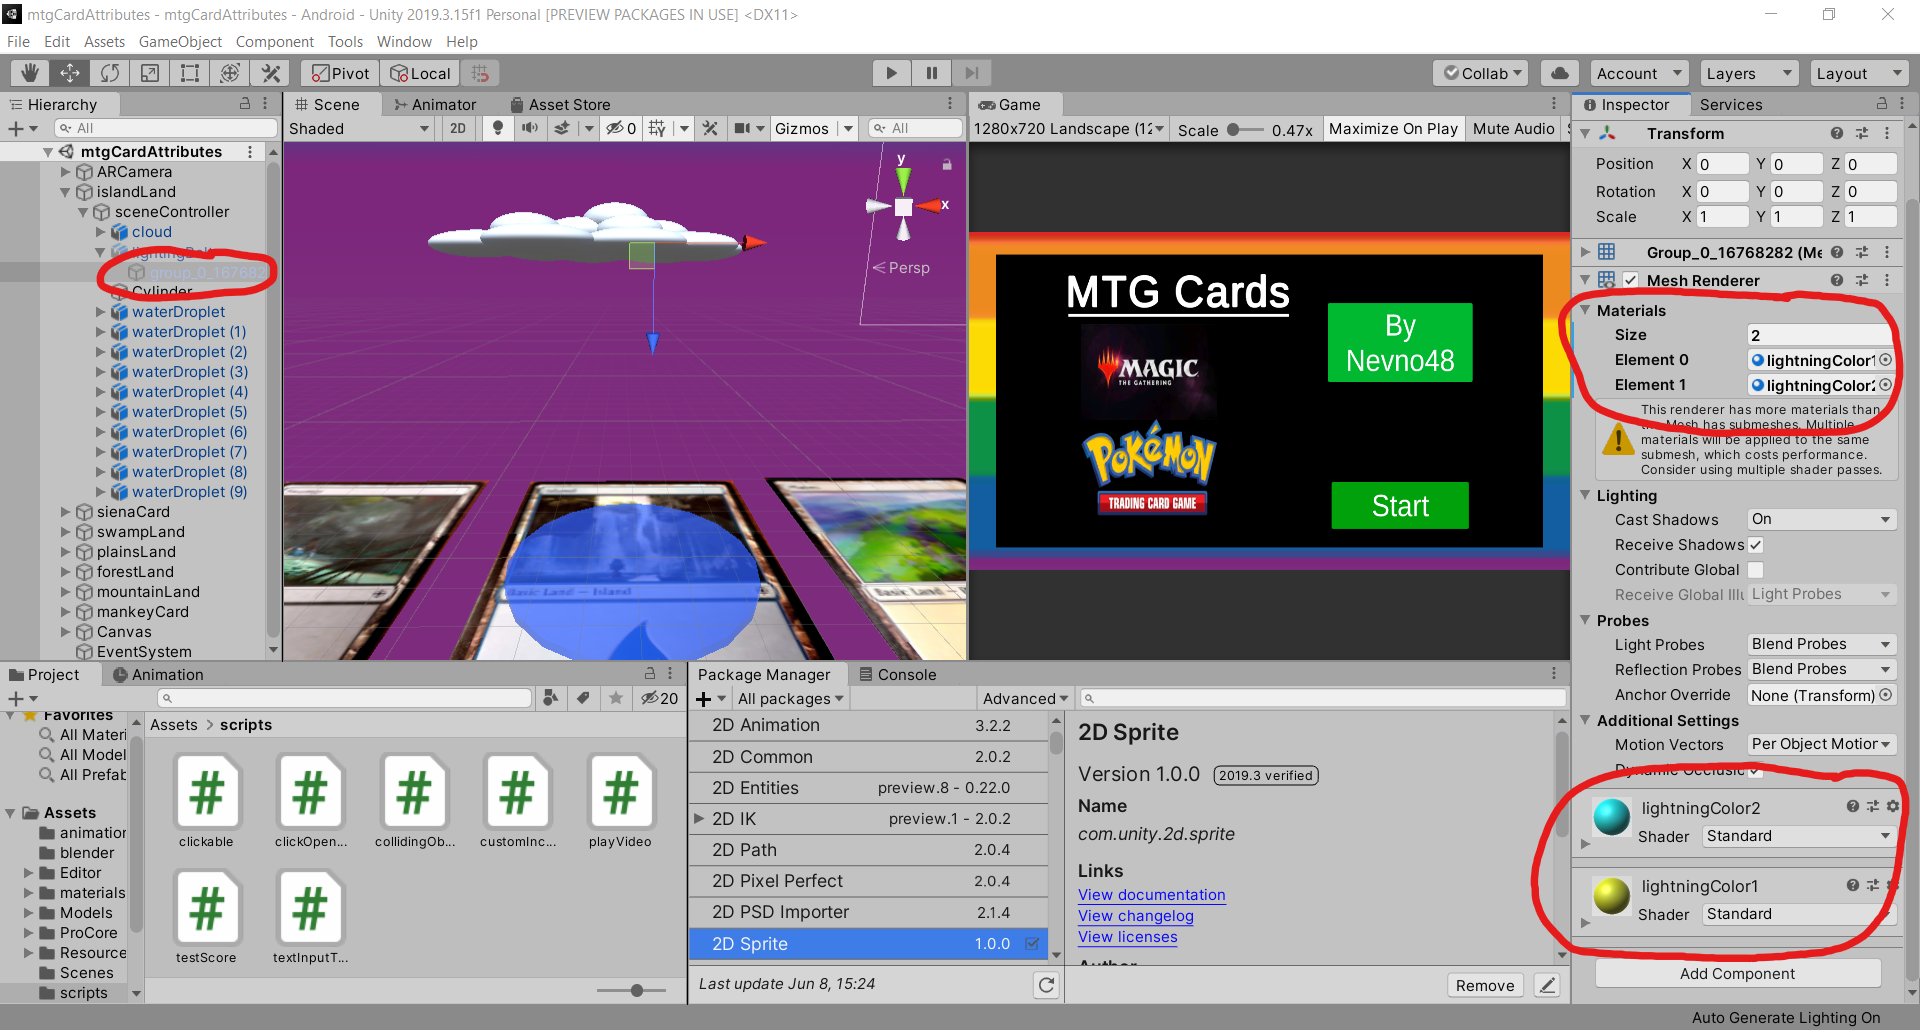 mtgCardAttributes - mtgCardAttributes - Android - Unity 2019.3.15f1 Personal [PREVIEW PACKAGES IN USE] <DX11>
File Edit Assets GameObject Component Tools Window Help
Pivot Local Collab Account Layers Layout
Hierarchy
All
mtgCardAttributes
ARCamera
islandLand
sceneController
cloud
group_0_167682
Cylinder
waterDroplet
waterDroplet (1)
waterDroplet (2)
waterDroplet (3)
waterDroplet (4)
waterDroplet (5)
waterDroplet (6)
waterDroplet (7)
waterDroplet (8)
waterDroplet (9)
sienaCard
swampLand
plainsLand
forestLand
mountainLand
mankeyCard
Canvas
EventSystem
Scene Animator Asset Store
Shaded 2D 0 Gizmos All
y
x
Persp
Basic Land — Island
Game
1280x720 Landscape (12 Scale 0.47x Maximize On Play Mute Audio S
MTG Cards
By
Nevno48
MAGIC
THE GATHERING
POKéMON
TRADING CARD GAME
Start
Inspector Services
Transform
Position X 0 Y 0 Z 0
Rotation X 0 Y 0 Z 0
Scale X 1 Y 1 Z 1
Group_0_16768282 (Me
Mesh Renderer
Materials
Size 2
Element 0 lightningColor1
Element 1 lightningColor2
This renderer has more materials than
the Mesh has submeshes. Multiple
materials will be applied to the same
submesh, which costs performance.
Consider using multiple shader passes.
Lighting
Cast Shadows On
Receive Shadows
Contribute Global
Receive Global Illu Light Probes
Probes
Light Probes Blend Probes
Reflection Probes Blend Probes
Anchor Override None (Transform)
Additional Settings
Motion Vectors Per Object Motion
Dynamic Occlusi
lightningColor2
Shader Standard
lightningColor1
Shader Standard
Add Component
Project Animation
20
Favorites
All Materi
All Model
All Prefab
Assets
animation
blender
Editor
materials
Models
ProCore
Resource
Scenes
scripts
Assets > scripts
clickable clickOpen... collidingOb... customInc... playVideo
testScore textInputT...
Package Manager Console
All packages Advanced
2D Animation 3.2.2
2D Common 2.0.2
2D Entities preview.8 - 0.22.0
2D IK preview.1 - 2.0.2
2D Path 2.0.4
2D Pixel Perfect 2.0.4
2D PSD Importer 2.1.4
2D Sprite 1.0.0
Last update Jun 8, 15:24
2D Sprite
Version 1.0.0 2019.3 verified
Name
com.unity.2d.sprite
Links
View documentation
View changelog
View licenses
Author
Remove
Auto Generate Lighting On